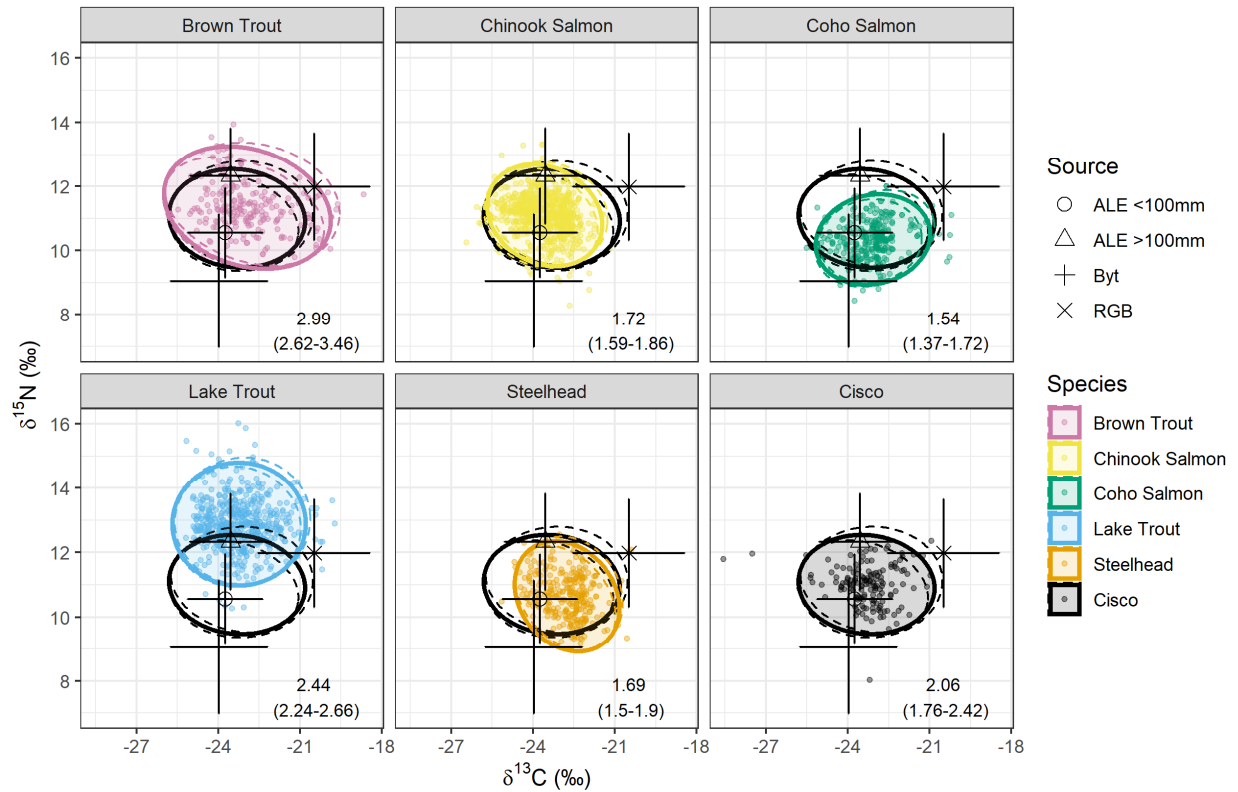 Brown Trout
Chinook Salmon
Coho Salmon
16
14
12
10
8
2.99
(2.62-3.46)
1.72
(1.59-1.86)
1.54
(1.37-1.72)
Lake Trout
Steelhead
Cisco
16
14
12
10
8
2.44
(2.24-2.66)
1.69
(1.5-1.9)
2.06
(1.76-2.42)
-27
-24
-21
-18
-27
-24
-21
-18
-27
-24
-21
-18
δ15N (‰)
δ13C (‰)
Source
ALE <100mm
ALE >100mm
Byt
RGB
Species
Brown Trout
Chinook Salmon
Coho Salmon
Lake Trout
Steelhead
Cisco